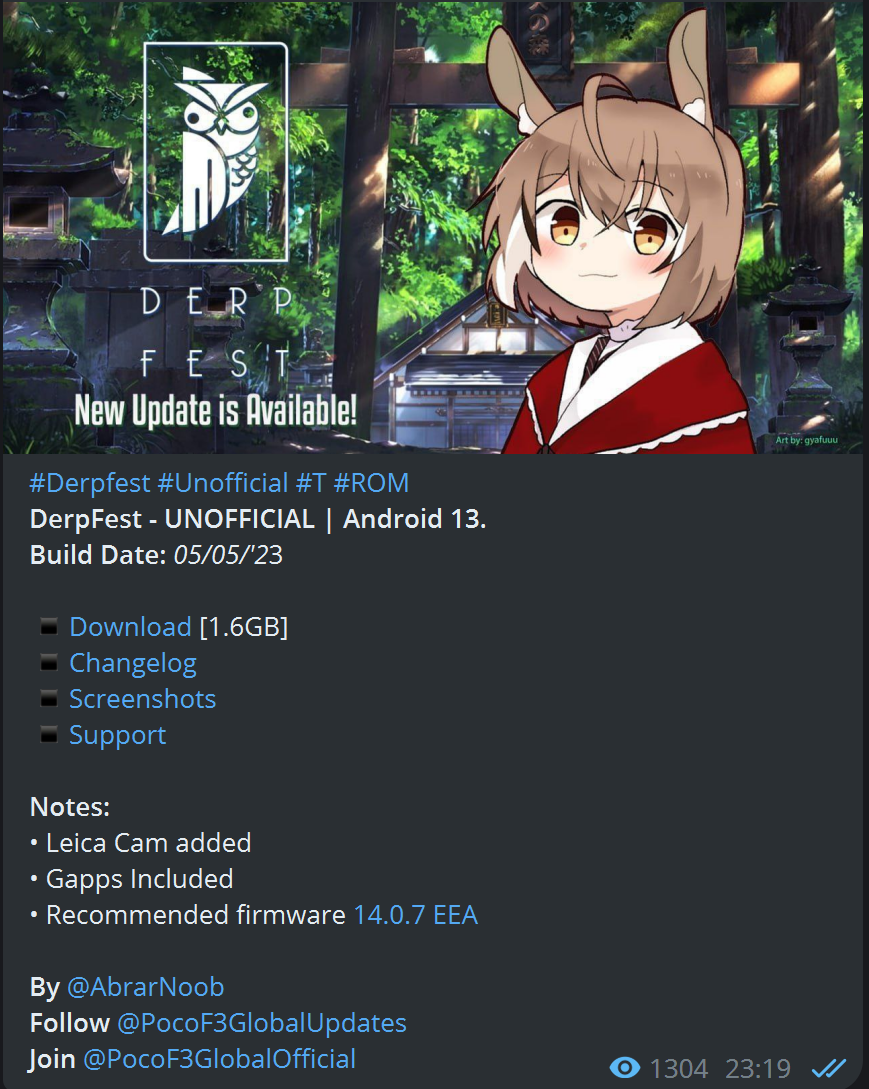 の森
DERP
FEST
New Update is Available!
Art by: gyafuuu
#Derpfest #Unofficial #T #ROM
DerpFest - UNOFFICIAL | Android 13.
Build Date: 05/05/'23
Download [1.6GB]
Changelog
Screenshots
Support
Notes:
• Leica Cam added
• Gapps Included
• Recommended firmware 14.0.7 EEA
By @AbrarNoob
Follow @PocoF3GlobalUpdates
Join @PocoF3GlobalOfficial
1304 23:19